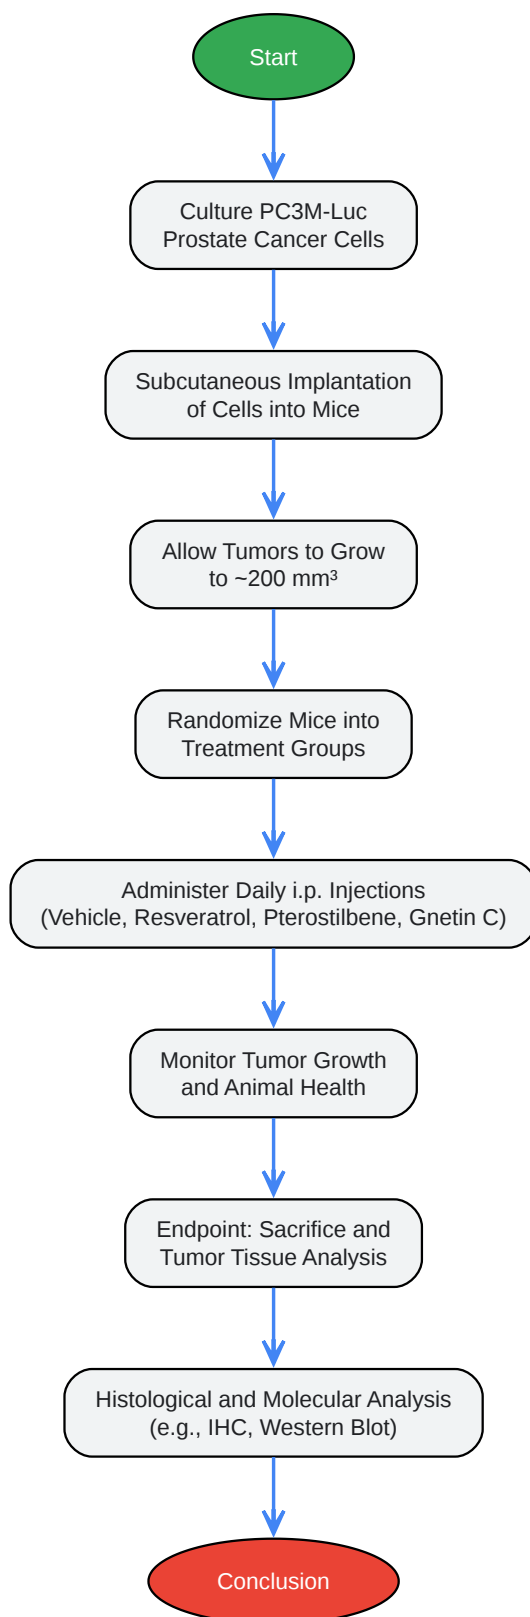 Start
Culture PC3M-Luc
Prostate Cancer Cells
Subcutaneous Implantation
of Cells into Mice
Allow Tumors to Grow
to ~200 mm³
Randomize Mice into
Treatment Groups
Administer Daily i.p. Injections
(Vehicle, Resveratrol, Pterostilbene, Gnetin C)
Monitor Tumor Growth
and Animal Health
Endpoint: Sacrifice and
Tumor Tissue Analysis
Histological and Molecular Analysis
(e.g., IHC, Western Blot)
Conclusion